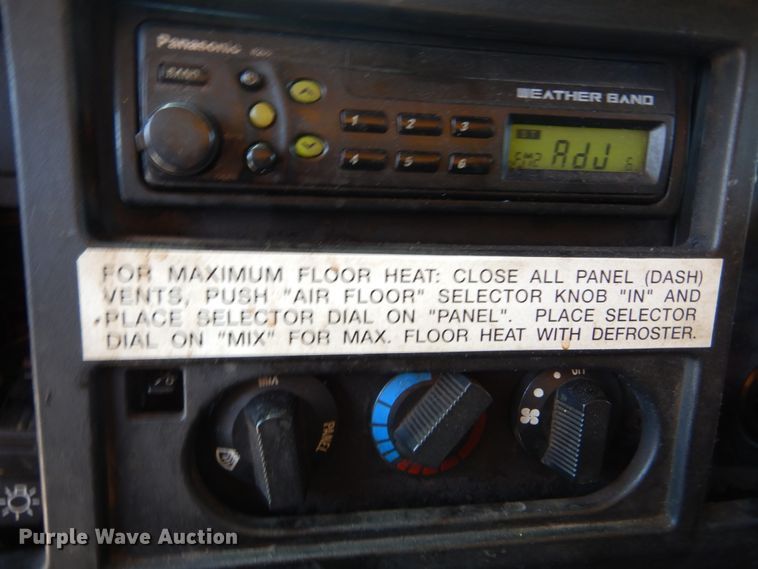 Panasonic
WEATHER BAND
1 2 3
4 5 6
ST
FM2 AdJ
FOR MAXIMUM FLOOR HEAT: CLOSE ALL PANEL (DASH)
VENTS, PUSH "AIR FLOOR" SELECTOR KNOB "IN" AND
PLACE SELECTOR DIAL ON "PANEL". PLACE SELECTOR
DIAL ON "MIX" FOR MAX. FLOOR HEAT WITH DEFROSTER.
PANEL
Purple Wave Auction